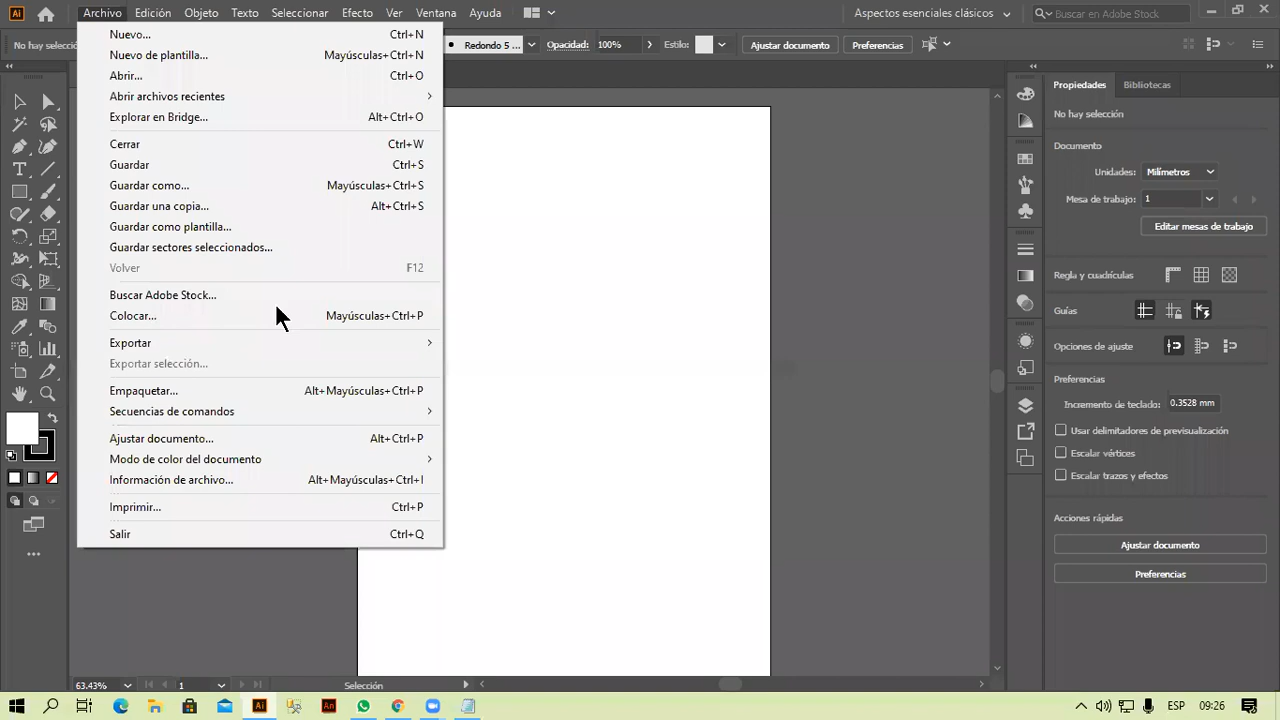 Ai Archivo Edición Objeto Texto Seleccionar Efecto Ver Ventana Ayuda Aspectos esenciales clásicos Buscar en Adobe Stock
No hay selecció Redondo 5 ... Opacidad: 100% Estilo: Ajustar documento Preferencias
Nuevo... Ctrl+N
Nuevo de plantilla... Mayúsculas+Ctrl+N
Abrir... Ctrl+O
Abrir archivos recientes
Explorar en Bridge... Alt+Ctrl+O
Cerrar Ctrl+W
Guardar Ctrl+S
Guardar como... Mayúsculas+Ctrl+S
Guardar una copia... Alt+Ctrl+S
Guardar como plantilla...
Guardar sectores seleccionados...
Volver F12
Buscar Adobe Stock...
Colocar... Mayúsculas+Ctrl+P
Exportar
Exportar selección...
Empaquetar... Alt+Mayúsculas+Ctrl+P
Secuencias de comandos
Ajustar documento... Alt+Ctrl+P
Modo de color del documento
Información de archivo... Alt+Mayúsculas+Ctrl+I
Imprimir... Ctrl+P
Salir Ctrl+Q
Propiedades Bibliotecas
No hay selección
Documento
Unidades: Milímetros
Mesa de trabajo: 1
Editar mesas de trabajo
Regla y cuadrículas
Guías
Opciones de ajuste
Preferencias
Incremento de teclado: 0.3528 mm
Usar delimitadores de previsualización
Escalar vértices
Escalar trazos y efectos
Acciones rápidas
Ajustar documento
Preferencias
63.43% 1 Selección
Ai An ESP 09:26